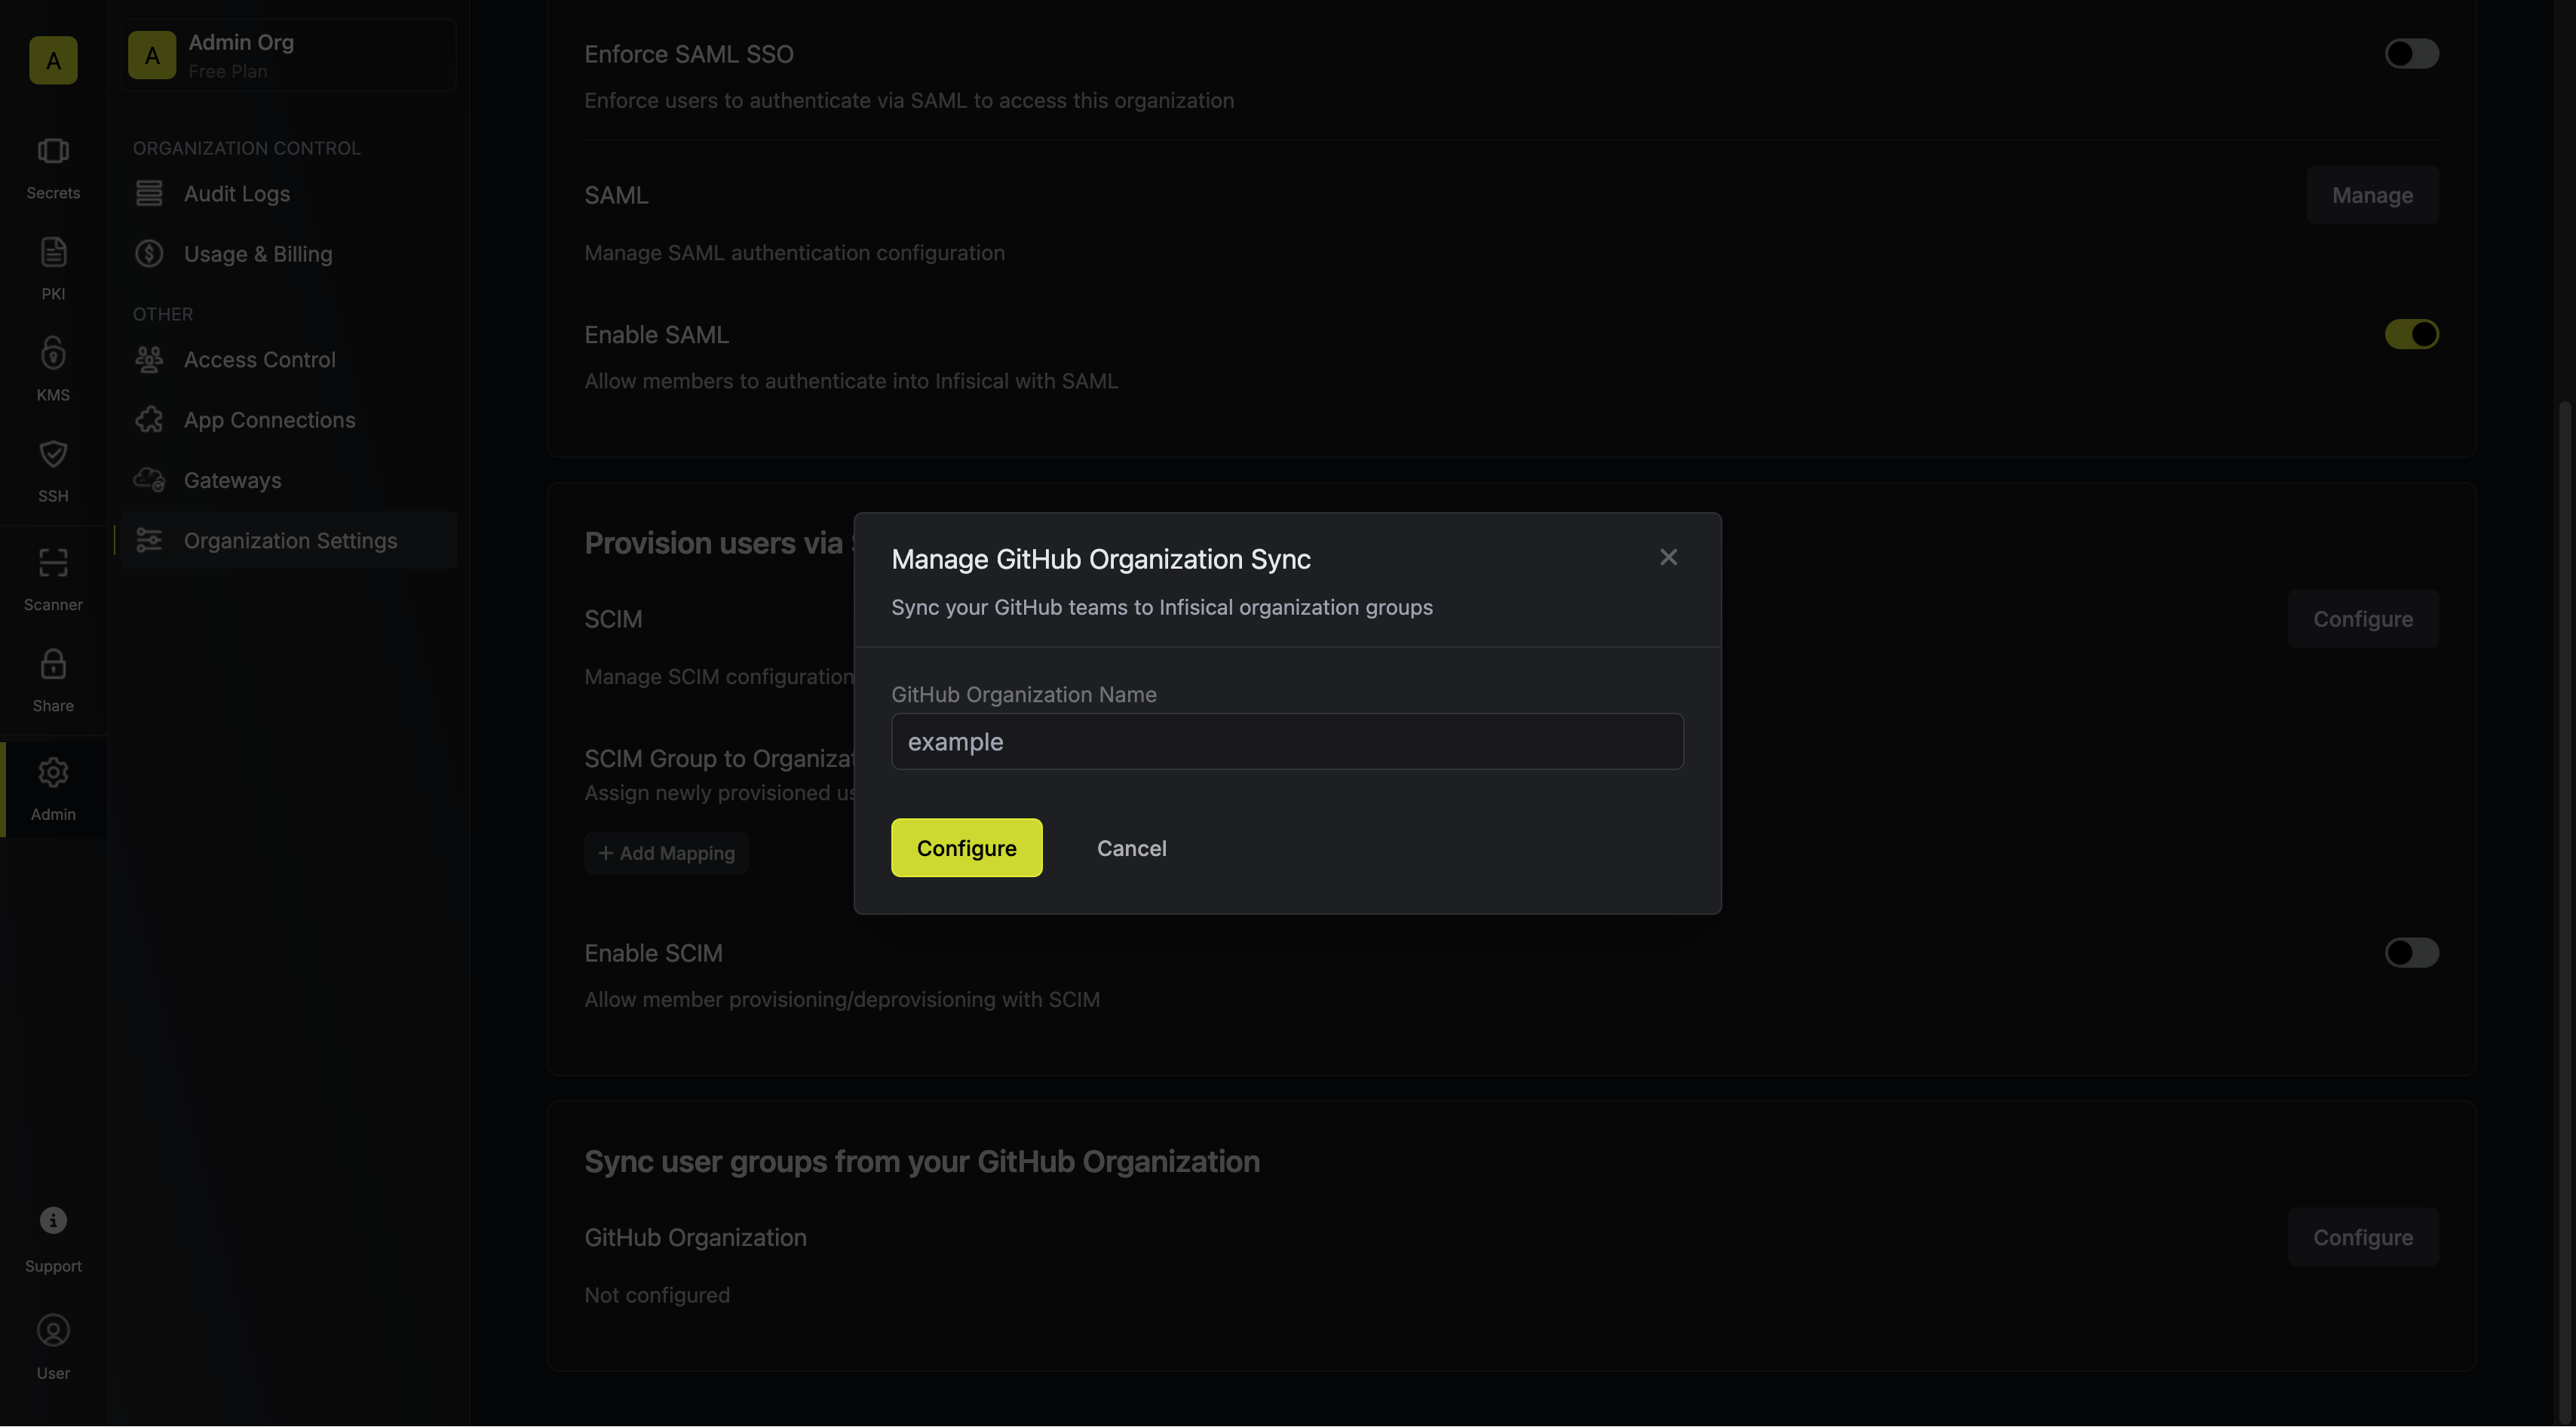 A
Secrets
PKI
KMS
SSH
Scanner
Share
Admin
Support
User
A
Admin Org
Free Plan
ORGANIZATION CONTROL
Audit Logs
Usage & Billing
OTHER
Access Control
App Connections
Gateways
Organization Settings
Enforce SAML SSO
Enforce users to authenticate via SAML to access this organization
SAML
Manage
Manage SAML authentication configuration
Enable SAML
Allow members to authenticate into Infisical with SAML
Provision users via
SCIM
Configure
Manage SCIM configuration
SCIM Group to
Assign newly provisioned
+ Add Mapping
Enable SCIM
Allow member provisioning/deprovisioning with SCIM
Sync user groups from your GitHub Organization
GitHub Organization
Configure
Not configured
Manage GitHub Organization Sync
Sync your GitHub teams to Infisical organization groups
GitHub Organization Name
example
Configure
Cancel